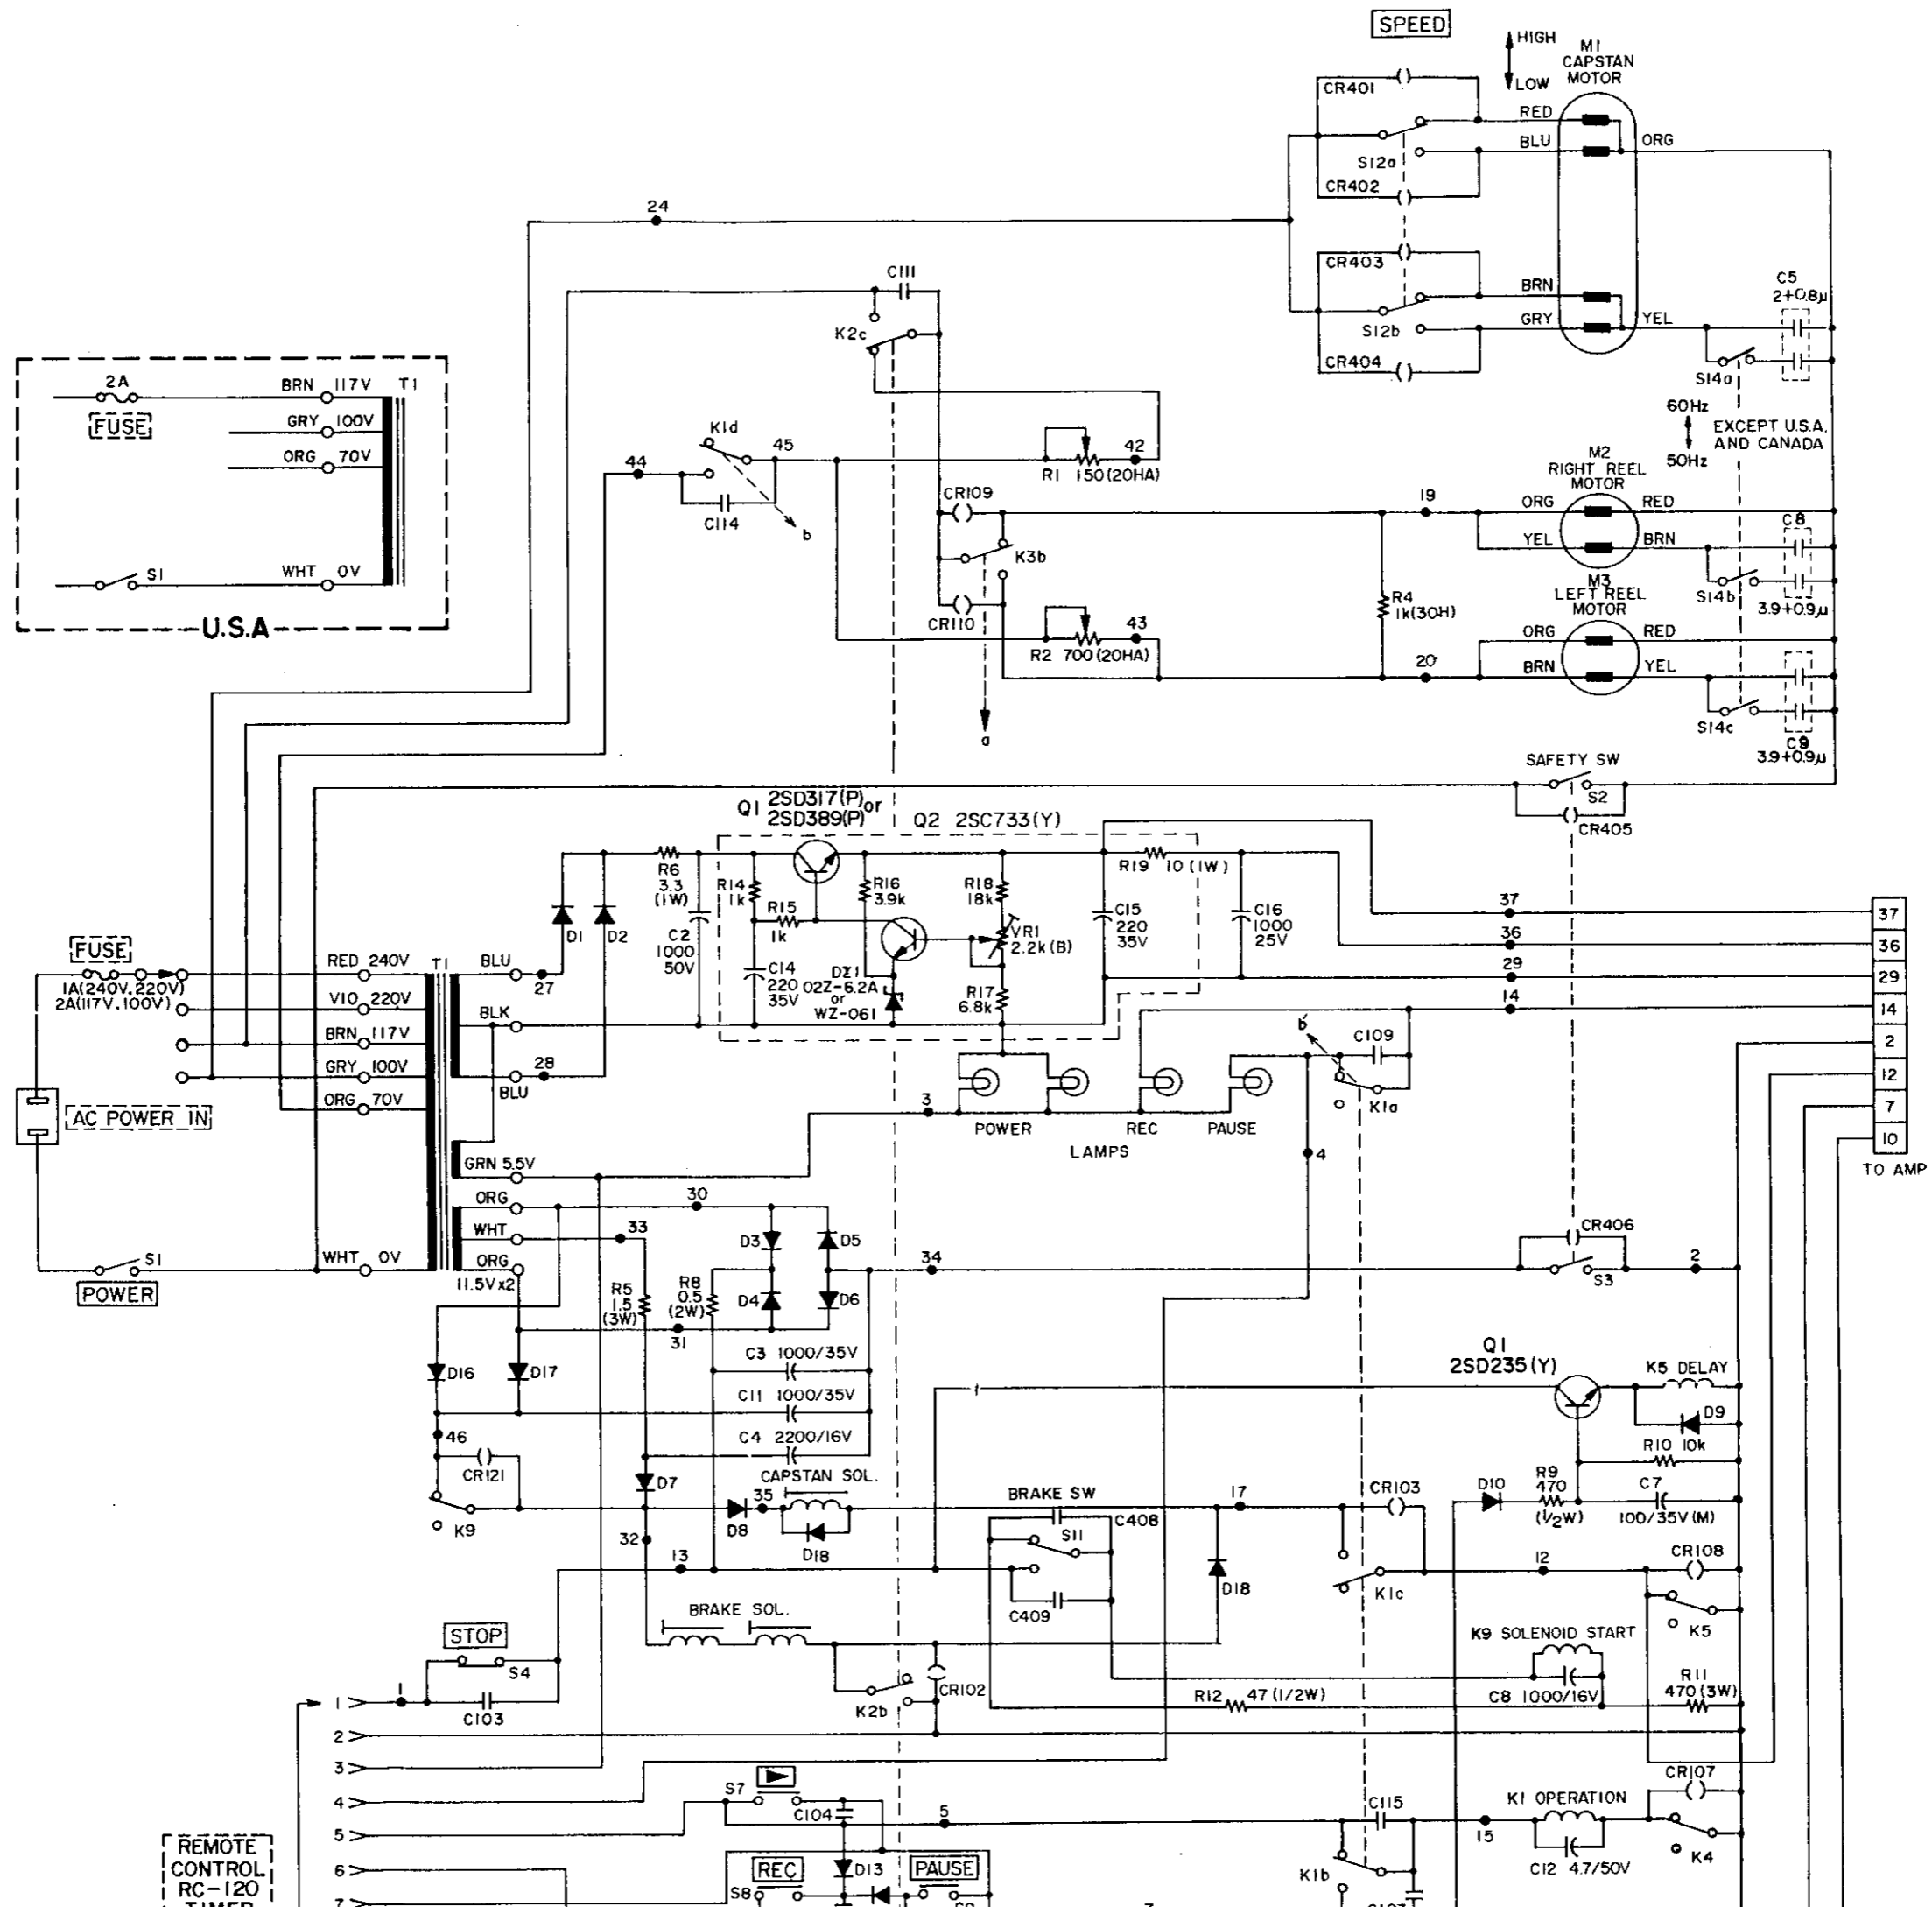 SPEED
HIGH
LOW
M1
CAPSTAN
MOTOR
CR401
RED
BLU
ORG
S12a
CR402
24
CR403
BRN
GRY
YEL
S12b
CR404
C5
2+0.8µ
S14a
60Hz
50Hz
EXCEPT U.S.A.
AND CANADA
C111
K2c
2A
FUSE
BRN 117V
T1
GRY 100V
ORG 70V
S1
WHT 0V
U.S.A
K1d
45
44
C114
b
42
R1 150(20HA)
CR109
K3b
CR110
43
R2 700(20HA)
a
19
R4
1k(30H)
20
M2
RIGHT REEL
MOTOR
ORG
RED
YEL
BRN
C8
S14b
3.9+0.9µ
M3
LEFT REEL
MOTOR
ORG
RED
BRN
YEL
S14c
C9
3.9+0.9µ
SAFETY SW
S2
CR405
Q1 2SD317(P) or
2SD389(P)
Q2 2SC733(Y)
R6
3.3
(1W)
R14
1k
R15
1k
R16
3.9k
R18
18k
VR1
2.2k(B)
R17
6.8k
R19 10(1W)
C15
220
35V
C16
1000
25V
D1
D2
C2
1000
50V
C14
220
35V
DZ1
02Z-6.2A
or
WZ-061
37
36
29
14
37
36
29
14
2
12
7
10
TO AMP
FUSE
1A(240V, 220V)
2A(117V, 100V)
RED 240V
VIO 220V
BRN 117V
GRY 100V
ORG 70V
T1
BLU
27
BLK
28
BLU
AC POWER IN
S1
POWER
WHT 0V
GRN 5.5V
ORG
WHT
ORG
11.5Vx2
3
POWER
REC
PAUSE
LAMPS
b
C109
K1a
4
30
33
D3
D5
D4
D6
34
R5
1.5
(3W)
R8
0.5
(2W)
31
CR406
S3
2
D16
D17
C3 1000/35V
C11 1000/35V
C4 2200/16V
46
CR121
K9
D7
CAPSTAN SOL.
35
D8
D18
32
13
BRAKE SW
C408
S11
C409
17
CR103
D18
K1c
12
Q1
2SD235(Y)
K5 DELAY
D9
R10 10k
D10
R9
470
(1/2W)
C7
100/35V(M)
CR108
K5
BRAKE SOL.
K2b
CR102
K9 SOLENOID START
C8 1000/16V
R11
470(3W)
R12 47(1/2W)
STOP
S4
C103
1
1
2
3
4
5
6
7
S7
C104
5
C115
K1 OPERATION
CR107
15
C12 4.7/50V
K4
K1b
REC
D13
PAUSE
S8
REMOTE
CONTROL
RC-120
TIMER